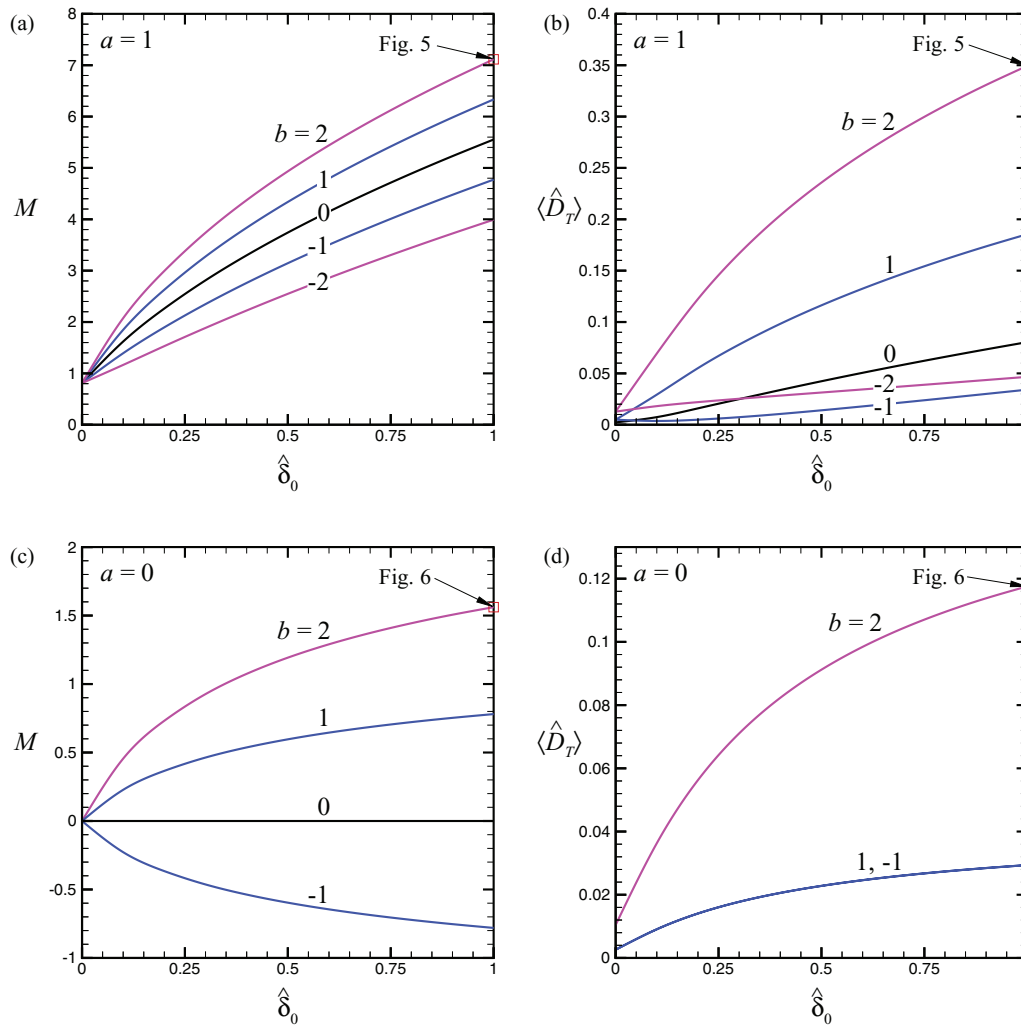 (a)
a = 1
Fig. 5
b = 2
1
0
-1
-2
M
8
7
6
5
4
3
2
1
0
0
0.25
0.5
0.75
1
δ̂₀
(b)
a = 1
Fig. 5
b = 2
1
0
-2
-1
⟨D̂_T⟩
0.4
0.35
0.3
0.25
0.2
0.15
0.1
0.05
0
0
0.25
0.5
0.75
δ̂₀
(c)
a = 0
Fig. 6
b = 2
1
0
-1
M
2
1.5
1
0.5
0
-0.5
-1
0
0.25
0.5
0.75
1
δ̂₀
(d)
a = 0
Fig. 6
b = 2
1, -1
⟨D̂_T⟩
0.12
0.1
0.08
0.06
0.04
0.02
0
0
0.25
0.5
0.75
δ̂₀